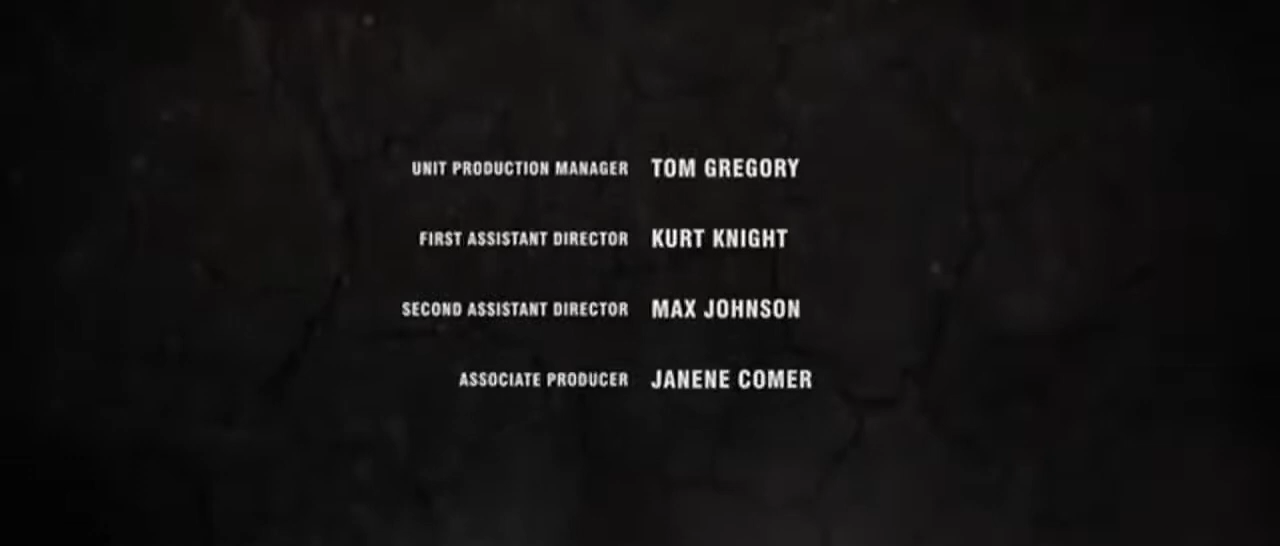 UNIT PRODUCTION MANAGER TOM GREGORY
FIRST ASSISTANT DIRECTOR KURT KNIGHT
SECOND ASSISTANT DIRECTOR MAX JOHNSON
ASSOCIATE PRODUCER JANENE COMER